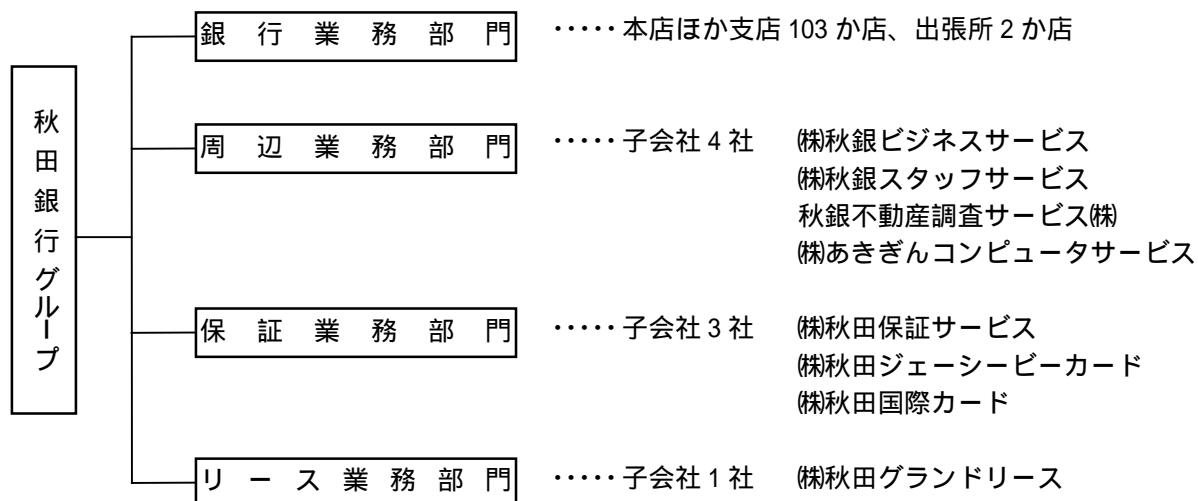 秋田銀行グループ
銀行業務部門 ・・・・・ 本店ほか支店 103 か店、出張所 2 か店
周辺業務部門 ・・・・・ 子会社 4 社 ㈱秋銀ビジネスサービス
㈱秋銀スタッフサービス
秋銀不動産調査サービス㈱
㈱あきぎんコンピュータサービス
保証業務部門 ・・・・・ 子会社 3 社 ㈱秋田保証サービス
㈱秋田ジェーシービーカード
㈱秋田国際カード
リース業務部門 ・・・・・ 子会社 1 社 ㈱秋田グランドリース